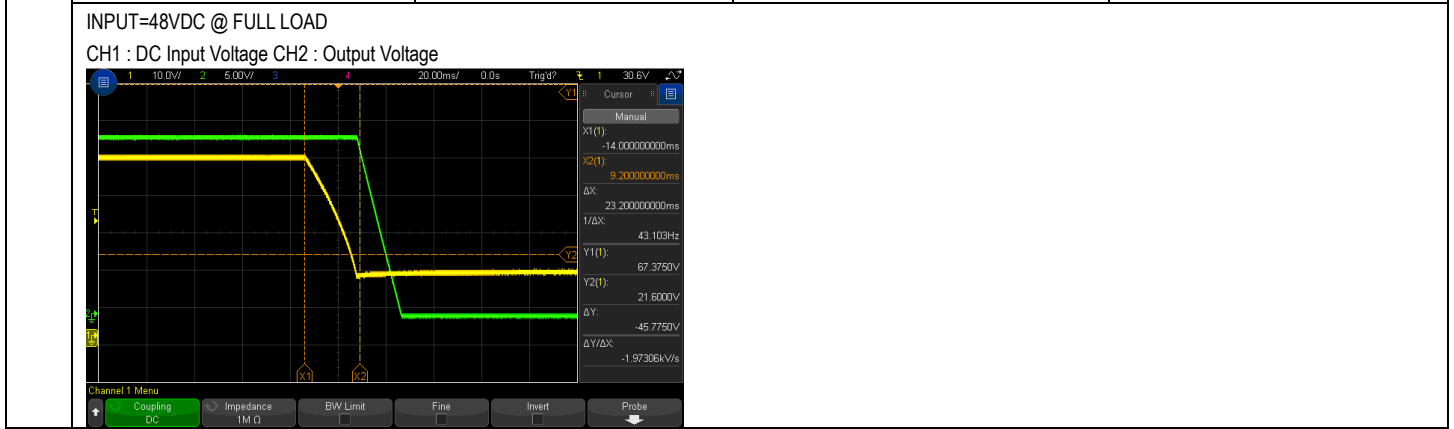 INPUT=48VDC @ FULL LOAD
CH1 : DC Input Voltage CH2 : Output Voltage
1 10.0V/ 2 5.00V/ 3 4 20.00ms/ 0.0s Trig'd? 1 30.6V
Y1 Cursor
Manual
X1(1):
-14.000000000ms
X2(1):
9.200000000ms
ΔX:
23.200000000ms
1/ΔX:
43.103Hz
Y1(1):
67.3750V
Y2
Y2(1):
21.6000V
ΔY:
-45.7750V
ΔY/ΔX:
-1.97306kV/s
T
2
1
X1 X2
Channel 1 Menu
Coupling Impedance BW Limit Fine Invert Probe
DC 1M Ω